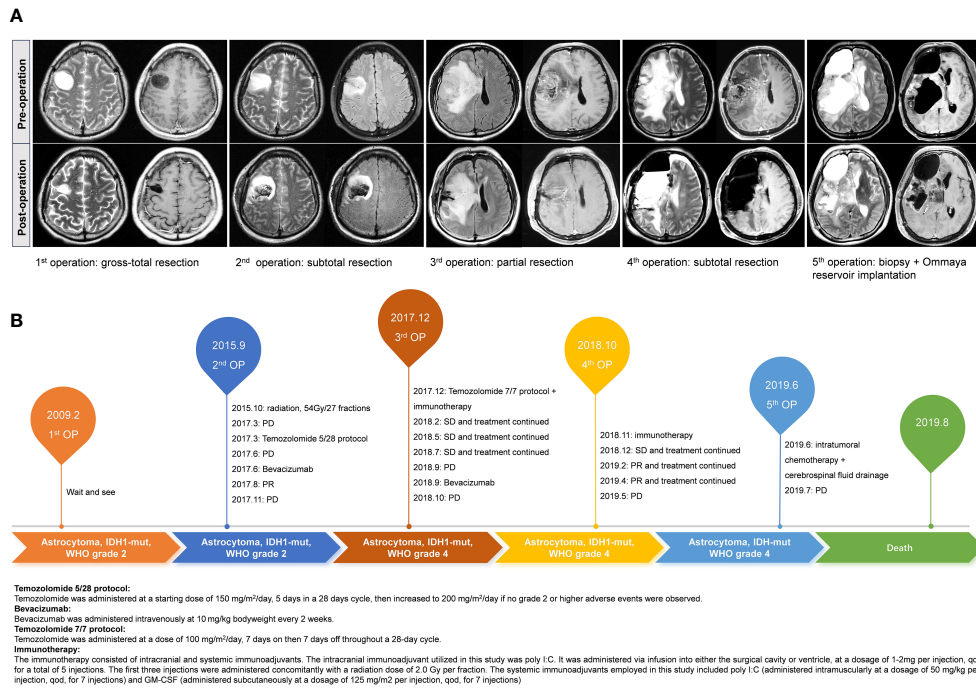 A
Pre-operation
Post-operation
1st operation: gross-total resection
2nd operation: subtotal resection
3rd operation: partial resection
4th operation: subtotal resection
5th operation: biopsy + Ommaya
reservoir implantation
B
2009.2
1st OP
Wait and see
2015.9
2nd OP
2015.10: radiation, 54Gy/27 fractions
2017.3: PD
2017.3: Temozolomide 5/28 protocol
2017.6: PD
2017.6: Bevacizumab
2017.8: PR
2017.11: PD
2017.12
3rd OP
2017.12: Temozolomide 7/7 protocol +
immunotherapy
2018.2: SD and treatment continued
2018.5: SD and treatment continued
2018.7: SD and treatment continued
2018.9: PD
2018.9: Bevacizumab
2018.10: PD
2018.10
4th OP
2018.11: immunotherapy
2018.12: SD and treatment continued
2019.2: PR and treatment continued
2019.4: PR and treatment continued
2019.5: PD
2019.6
5th OP
2019.6: intratumoral
chemotherapy +
cerebrospinal fluid drainage
2019.7: PD
2019.8
Astrocytoma, IDH1-mut,
WHO grade 2
Astrocytoma, IDH1-mut,
WHO grade 2
Astrocytoma, IDH1-mut,
WHO grade 4
Astrocytoma, IDH1-mut,
WHO grade 4
Astrocytoma, IDH-mut
WHO grade 4
Death
Temozolomide 5/28 protocol:
Temozolomide was administered at a starting dose of 150 mg/m²/day, 5 days in a 28 days cycle, then increased to 200 mg/m²/day if no grade 2 or higher adverse events were observed.
Bevacizumab:
Bevacizumab was administered intravenously at 10 mg/kg bodyweight every 2 weeks.
Temozolomide 7/7 protocol:
Temozolomide was administered at a dose of 100 mg/m²/day, 7 days on then 7 days off throughout a 28-day cycle.
Immunotherapy:
The immunotherapy consisted of intracranial and systemic immunoadjuvants. The intracranial immunoadjuvant utilized in this study was poly I:C. It was administered via infusion into either the surgical cavity or ventricle, at a dosage of 1-2mg per injection,
for a total of 5 injections. The first three injections were administered concomitantly with a radiation dose of 2.0 Gy per fraction. The systemic immunoadjuvants employed in this study included poly I:C (administered intramuscularly at a dosage of 50 mg/kg
injection, qod, for 7 injections) and GM-CSF (administered subcutaneously at a dosage of 125 mg/m2 per injection, qod, for 7 injections)